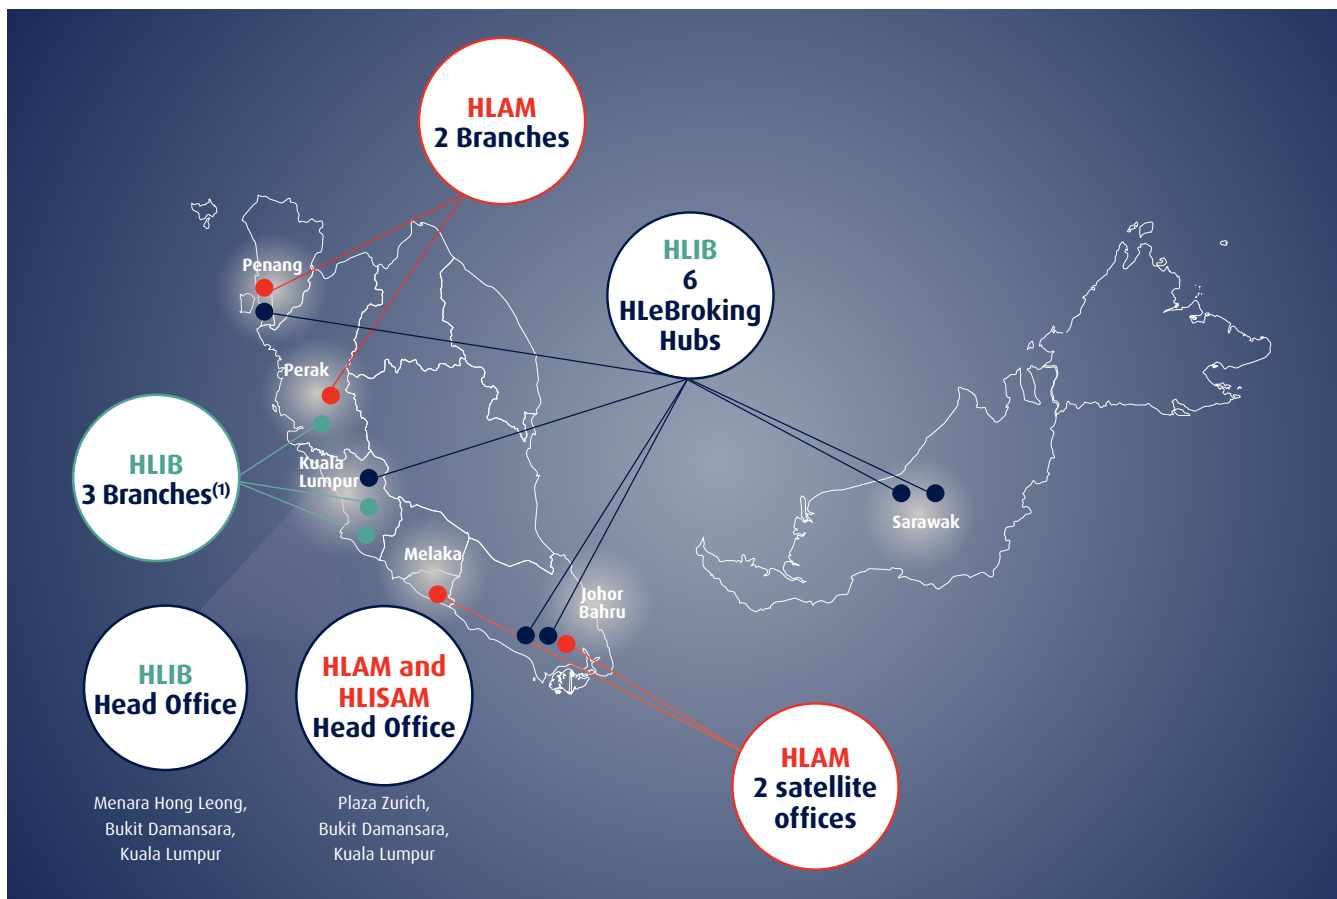 HLAM
2 Branches
HLIB
6
HLeBroking
Hubs
Penang
Perak
HLIB
3 Branches(1)
Kuala
Lumpur
Sarawak
Melaka
Johor
Bahru
HLIB
Head Office
HLAM and
HLISAM
Head Office
HLAM
2 satellite
offices
Menara Hong Leong,
Bukit Damansara,
Kuala Lumpur
Plaza Zurich,
Bukit Damansara,
Kuala Lumpur